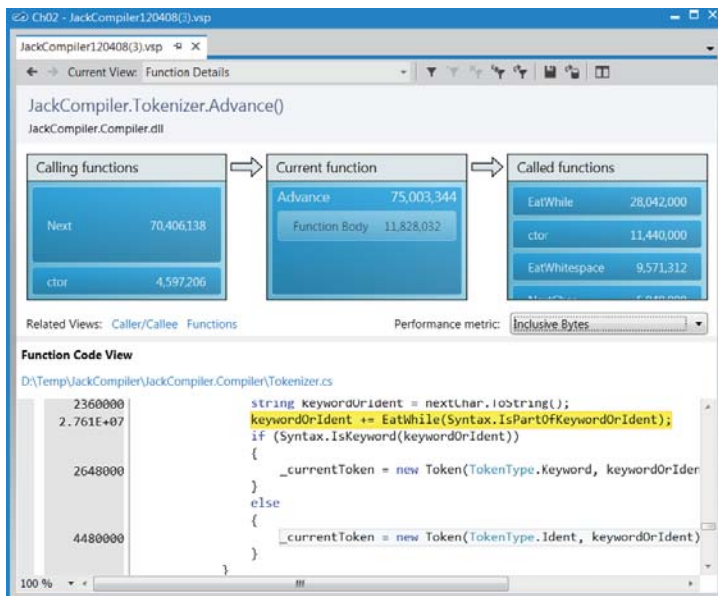 Ch02 - JackCompiler120408(3).vsp
JackCompiler120408(3).vsp
Current View: Function Details
JackCompiler.Tokenizer.Advance()
JackCompiler.Compiler.dll
Calling functions
Next 70,406,138
ctor 4,597,206
Current function
Advance 75,003,344
Function Body 11,828,032
Called functions
EatWhile 28,042,000
ctor 11,440,000
EatWhitespace 9,571,312
Related Views: Caller/Callee Functions
Performance metric: Inclusive Bytes
Function Code View
D:\Temp\JackCompiler\JackCompiler.Compiler\Tokenizer.cs
2360000 string keywordOrIdent = nextChar.ToString();
2.761E+07 keywordOrIdent += EatWhile(Syntax.IsPartOfKeywordOrIdent);
if (Syntax.IsKeyword(keywordOrIdent))
{
2648000 _currentToken = new Token(TokenType.Keyword, keywordOrIden
}
else
{
4480000 _currentToken = new Token(TokenType.Ident, keywordOrIdent)
}
}
100 %